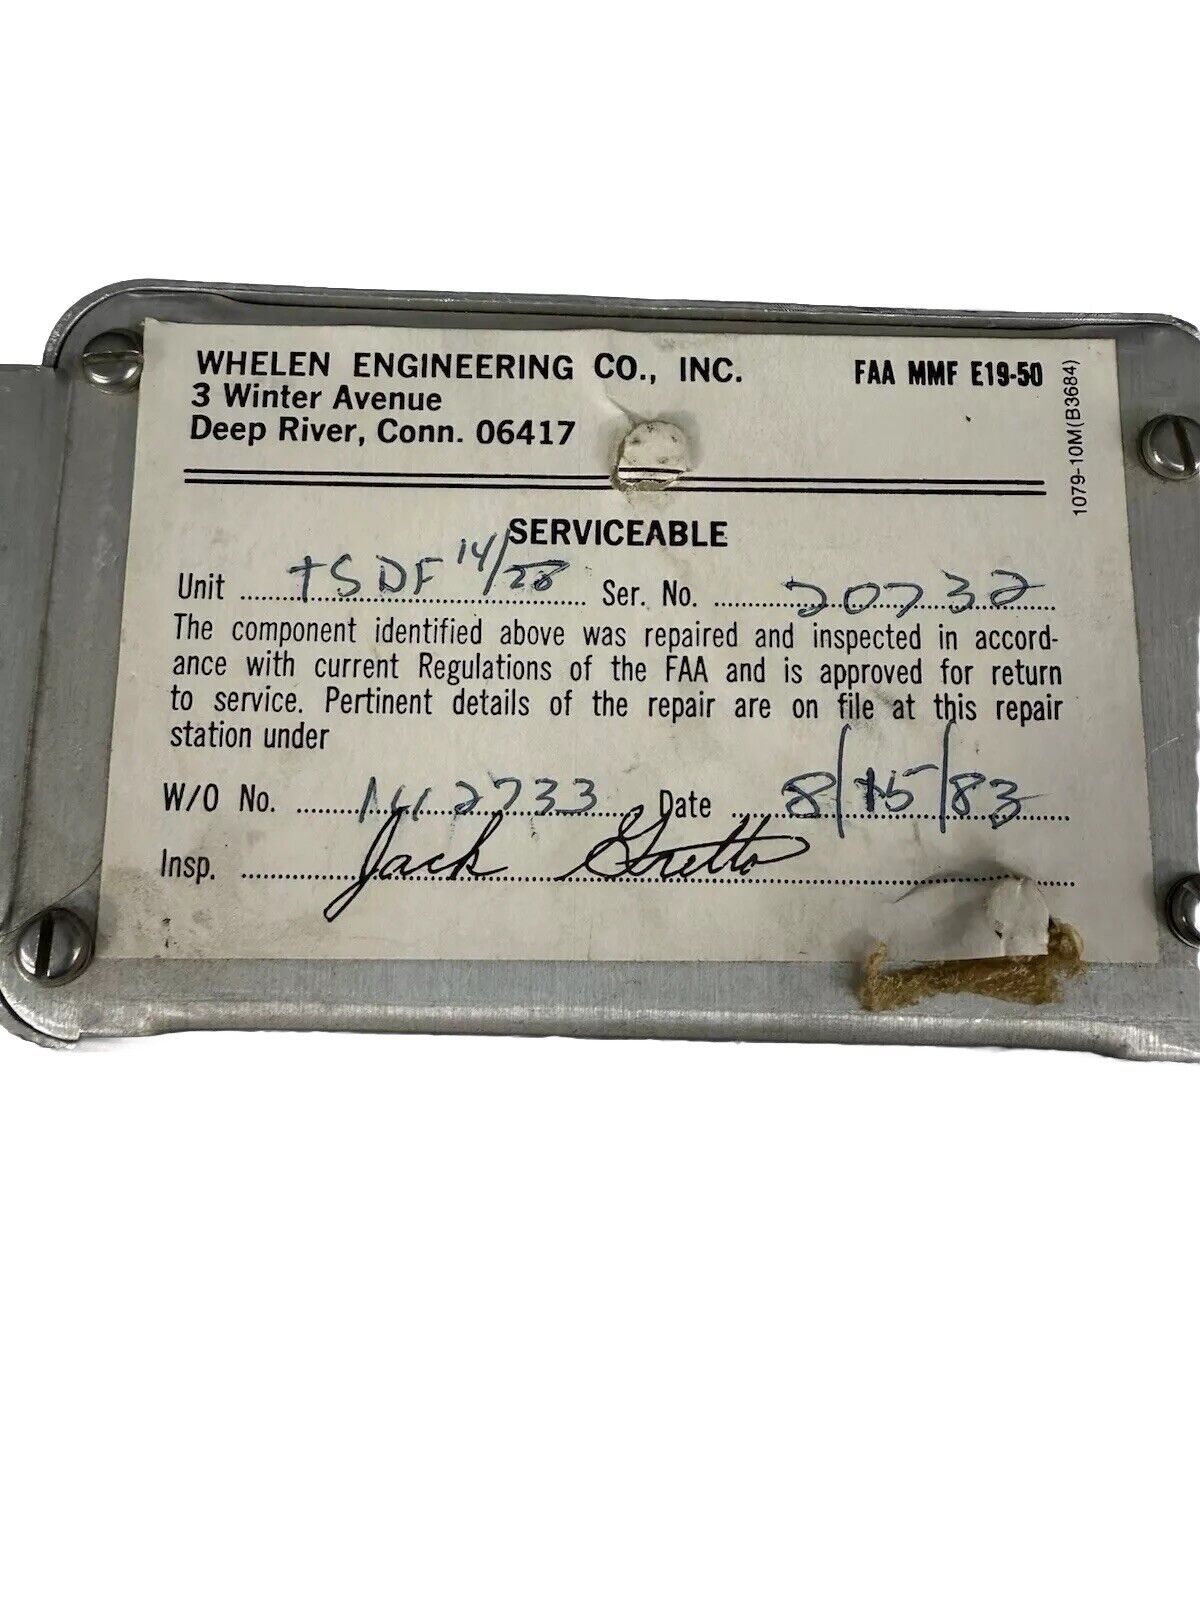 WHELEN ENGINEERING CO., INC. FAA MMF E19-50
3 Winter Avenue
Deep River, Conn. 06417
1079-10M(B3684)
SERVICEABLE
Unit TSDF 14/28 Ser. No. 20732
The component identified above was repaired and inspected in accord-
ance with current Regulations of the FAA and is approved for return
to service. Pertinent details of the repair are on file at this repair
station under
W/O No. Date 8/15/83
Insp. Jack